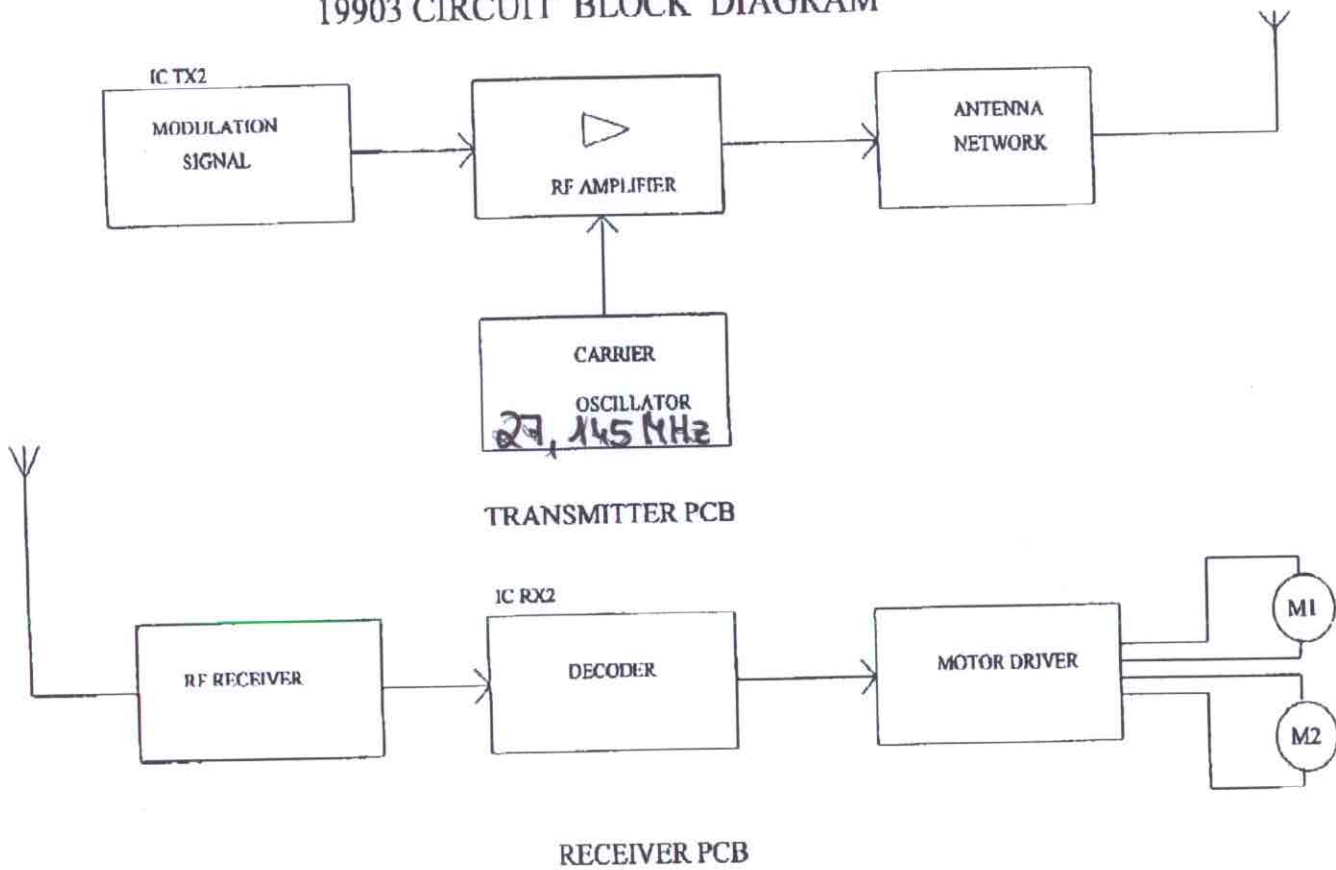 19903 CIRCUIT BLOCK DIAGRAM
IC TX2
MODULATION
SIGNAL
RF AMPLIFIER
ANTENNA
NETWORK
CARRIER
OSCILLATOR
27,145 MHz
TRANSMITTER PCB
IC RX2
RF RECEIVER
DECODER
MOTOR DRIVER
M1
M2
RECEIVER PCB